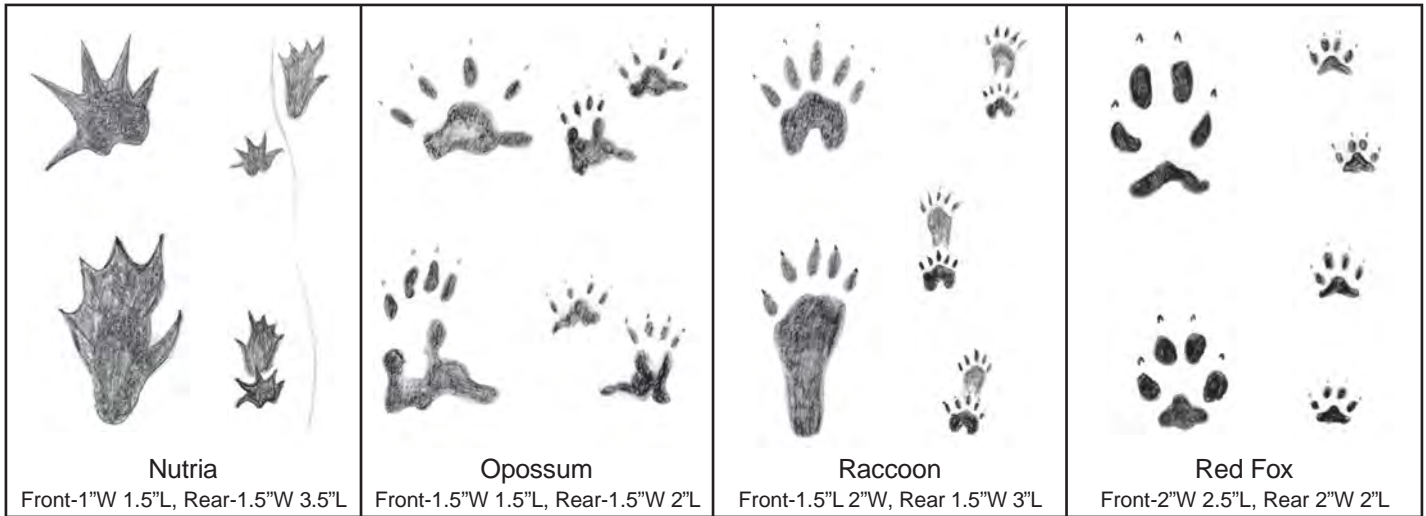 Nutria
Front-1”W 1.5”L, Rear-1.5”W 3.5”L
Opossum
Front-1.5”W 1.5”L, Rear-1.5”W 2”L
Raccoon
Front-1.5”L 2”W, Rear 1.5”W 3”L
Red Fox
Front-2”W 2.5”L, Rear 2”W 2”L